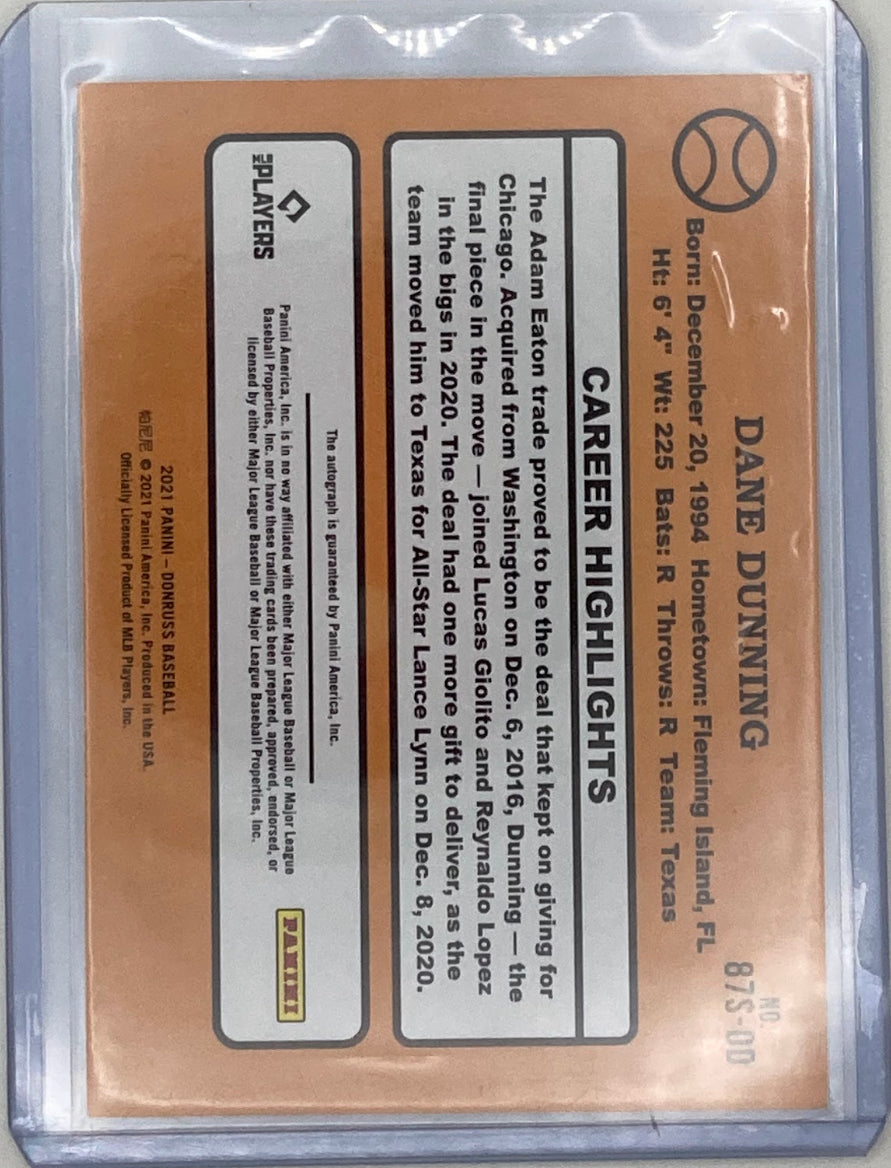 DANE DUNNING
NO.
87S-DD
Born: December 20, 1994 Hometown: Fleming Island, FL
Ht: 6' 4" Wt: 225 Bats: R Throws: R Team: Texas
CAREER HIGHLIGHTS
The Adam Eaton trade proved to be the deal that kept on giving for
Chicago. Acquired from Washington on Dec. 6, 2016, Dunning — the
final piece in the move — joined Lucas Giolito and Reynaldo Lopez
in the bigs in 2020. The deal had one more gift to deliver, as the
team moved him to Texas for All-Star Lance Lynn on Dec. 8, 2020.
The autograph is guaranteed by Panini America, Inc.
MLB PLAYERS
Panini America, Inc. is in no way affiliated with either Major League Baseball or Major League
Baseball Properties, Inc. nor have these trading cards been prepared, approved, endorsed, or
licensed by either Major League Baseball or Major League Baseball Properties, Inc.
PANINI
2021 PANINI – DONRUSS BASEBALL
帕尼尼 © 2021 Panini America, Inc. Produced in the USA.
Officially Licensed Product of MLB Players, Inc.